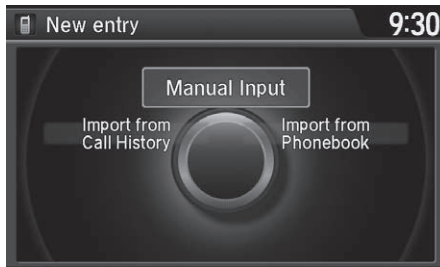 New entry
9:30
Manual Input
Import from
Call History
Import from
Phonebook